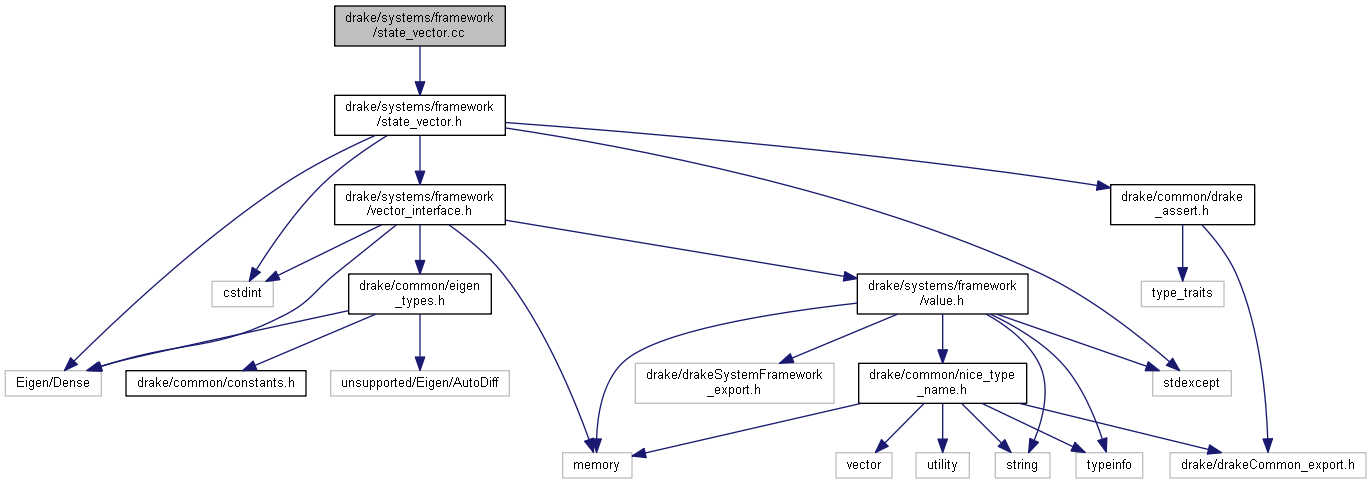 drake/systems/framework
/state_vector.cc
drake/systems/framework
/state_vector.h
drake/systems/framework
/vector_interface.h
drake/common/drake
_assert.h
cstdint
drake/common/eigen
_types.h
drake/systems/framework
/value.h
type_traits
Eigen/Dense
drake/common/constants.h
unsupported/Eigen/AutoDiff
drake/drakeSystemFramework
_export.h
drake/common/nice_type
_name.h
stdexcept
memory
vector
utility
string
typeinfo
drake/drakeCommon_export.h